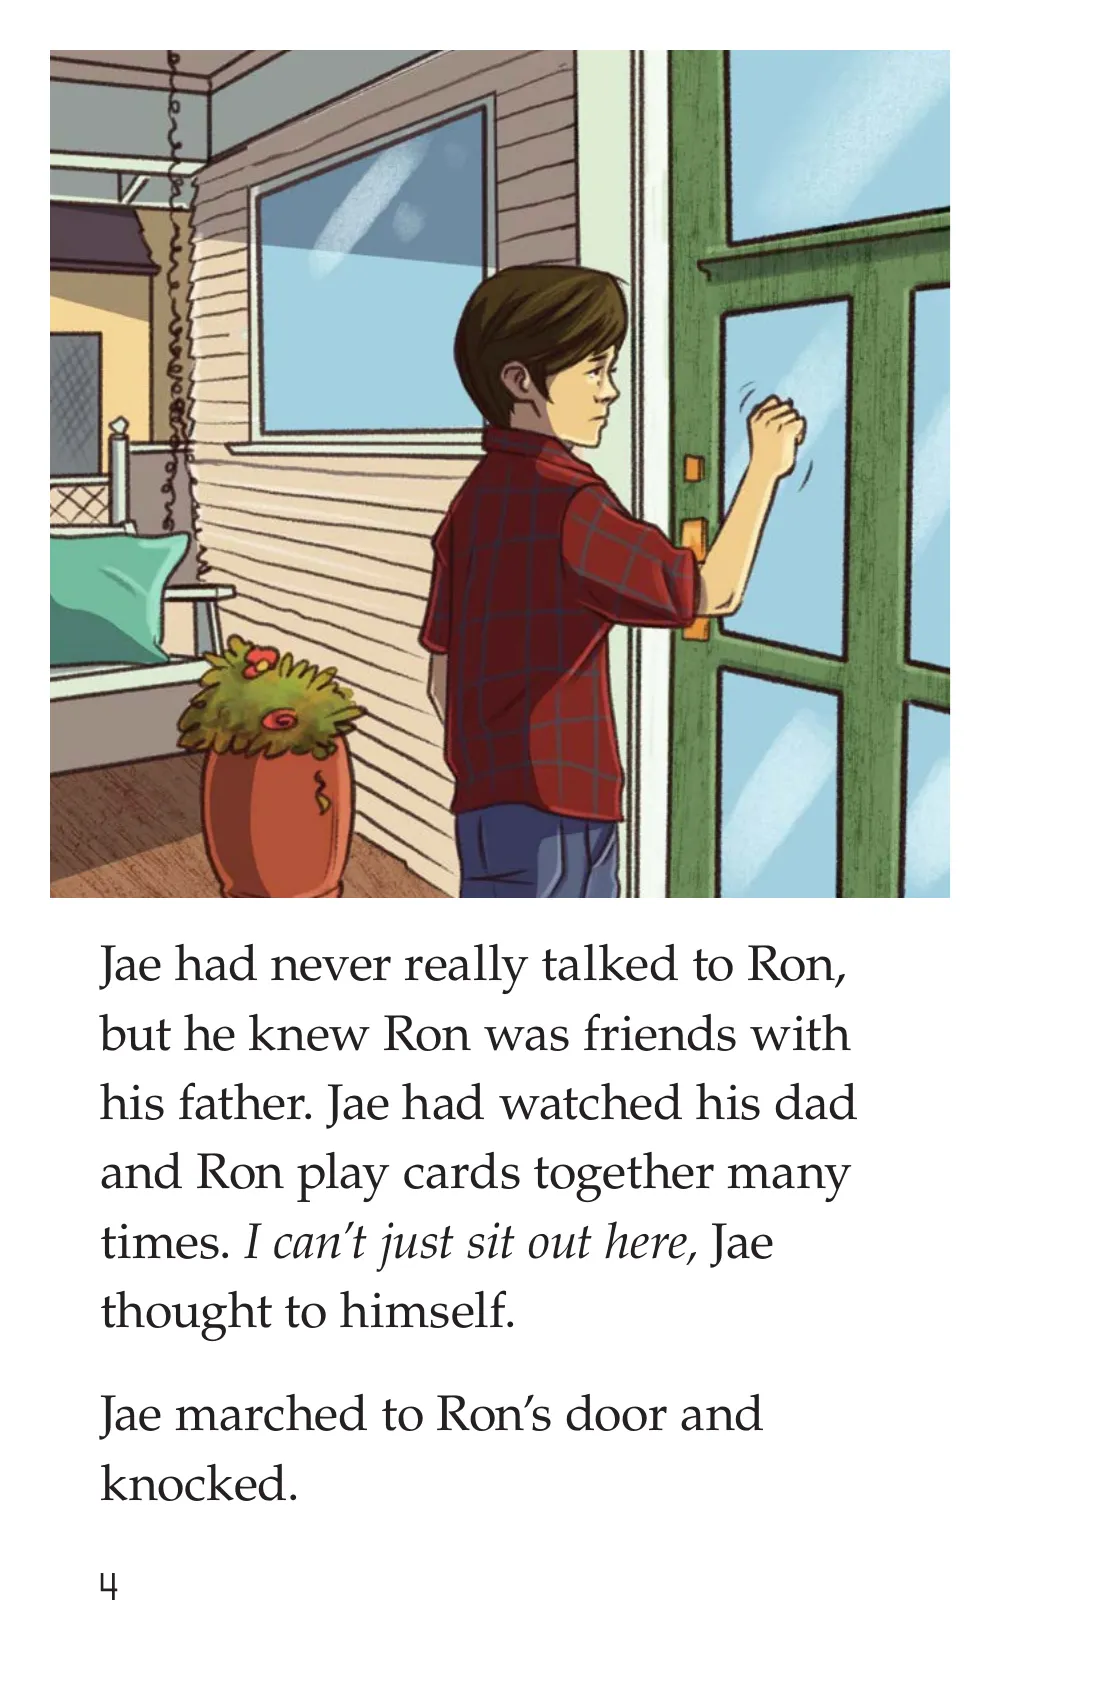 Jae had never really talked to Ron,
but he knew Ron was friends with
his father. Jae had watched his dad
and Ron play cards together many
times. I can’t just sit out here, Jae
thought to himself.
Jae marched to Ron’s door and
knocked.
4